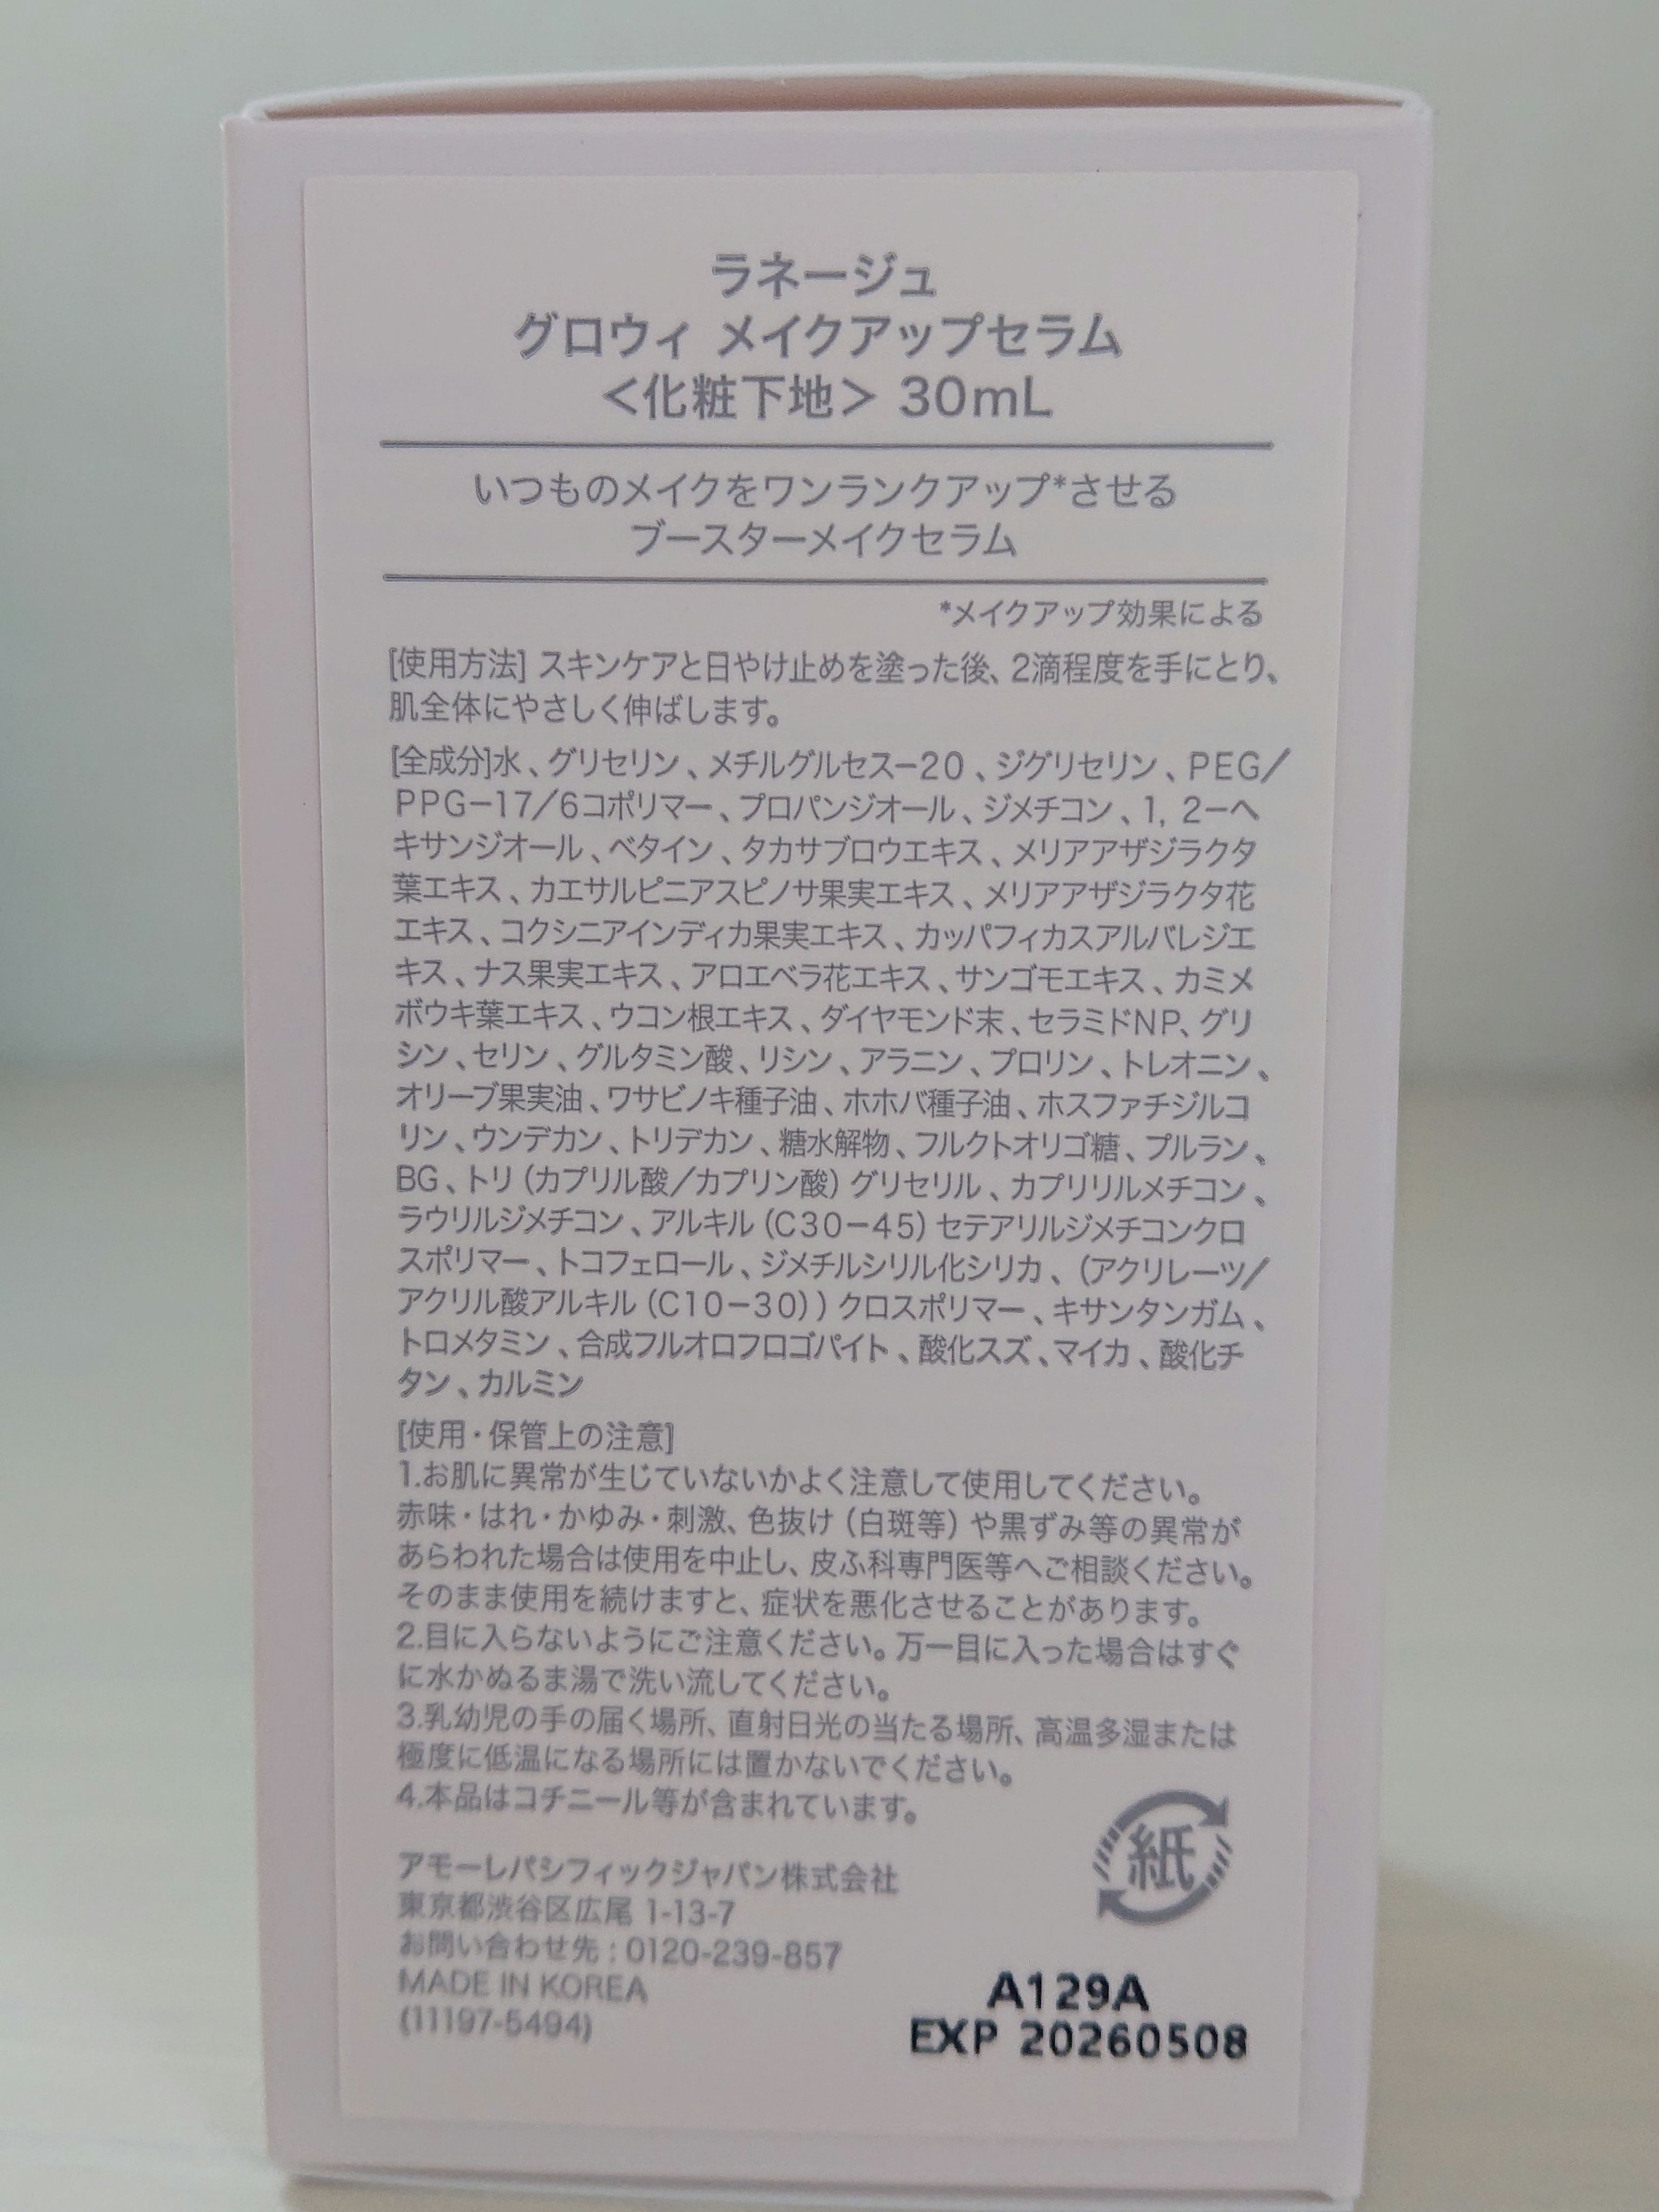 ラネージュ
グロウィ メイクアップセラム
＜化粧下地＞ 30mL
いつものメイクをワンランクアップ*させる
ブースターメイクセラム
*メイクアップ効果による
[使用方法] スキンケアと日やけ止めを塗った後、2滴程度を手にとり、
肌全体にやさしく伸ばします。
[全成分]水、グリセリン、メチルグルセス－20、ジグリセリン、PEG／
PPG－17／6コポリマー、プロパンジオール、ジメチコン、1, 2－ヘ
キサンジオール、ベタイン、タカサブロウエキス、メリアアザジラクタ
葉エキス、カエサルピニアスピノサ果実エキス、メリアアザジラクタ花
エキス、コクシニアインディカ果実エキス、カッパフィカスアルバレジエ
キス、ナス果実エキス、アロエベラ花エキス、サンゴモエキス、カミメ
ボウキ葉エキス、ウコン根エキス、ダイヤモンド末、セラミドNP、グリ
シン、セリン、グルタミン酸、リシン、アラニン、プロリン、トレオニン、
オリーブ果実油、ワサビノキ種子油、ホホバ種子油、ホスファチジルコ
リン、ウンデカン、トリデカン、糖水解物、フルクトオリゴ糖、プルラン、
BG、トリ（カプリル酸／カプリン酸）グリセリル、カプリリルメチコン、
ラウリルジメチコン、アルキル（C30－45）セテアリルジメチコンクロ
スポリマー、トコフェロール、ジメチルシリル化シリカ、（アクリレーツ／
アクリル酸アルキル（C10－30））クロスポリマー、キサンタンガム、
トロメタミン、合成フルオロフロゴパイト、酸化スズ、マイカ、酸化チ
タン、カルミン
[使用・保管上の注意]
1.お肌に異常が生じていないかよく注意して使用してください。
赤味・はれ・かゆみ・刺激、色抜け（白斑等）や黒ずみ等の異常が
あらわれた場合は使用を中止し、皮ふ科専門医等へご相談ください。
そのまま使用を続けますと、症状を悪化させることがあります。
2.目に入らないようにご注意ください。万一目に入った場合はすぐ
に水かぬるま湯で洗い流してください。
3.乳幼児の手の届く場所、直射日光の当たる場所、高温多湿または
極度に低温になる場所には置かないでください。
4.本品はコチニール等が含まれています。
紙
アモーレパシフィックジャパン株式会社
東京都渋谷区広尾 1-13-7
お問い合わせ先 : 0120-239-857
MADE IN KOREA
(11197-5494)
A129A
EXP 20260508